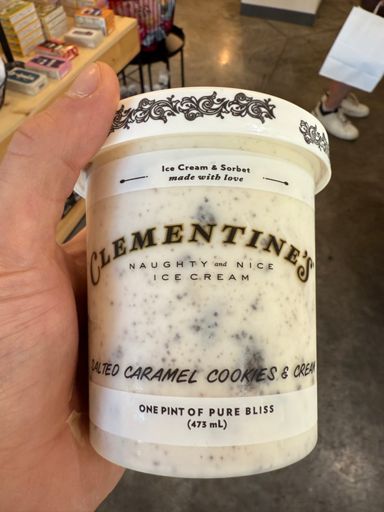 Ice Cream & Sorbet
made with love
CLEMENTINE'S
NAUGHTY and NICE
ICE CREAM
SALTED CARAMEL COOKIES & CREAM
ONE PINT OF PURE BLISS
(473 mL)